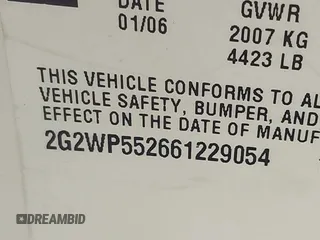 DATE GVWR
01/06 2007 KG
4423 LB
THIS VEHICLE CONFORMS TO AL
VEHICLE SAFETY, BUMPER, AND
EFFECT ON THE DATE OF MANUF
2G2WP552661229054
DREAMBID